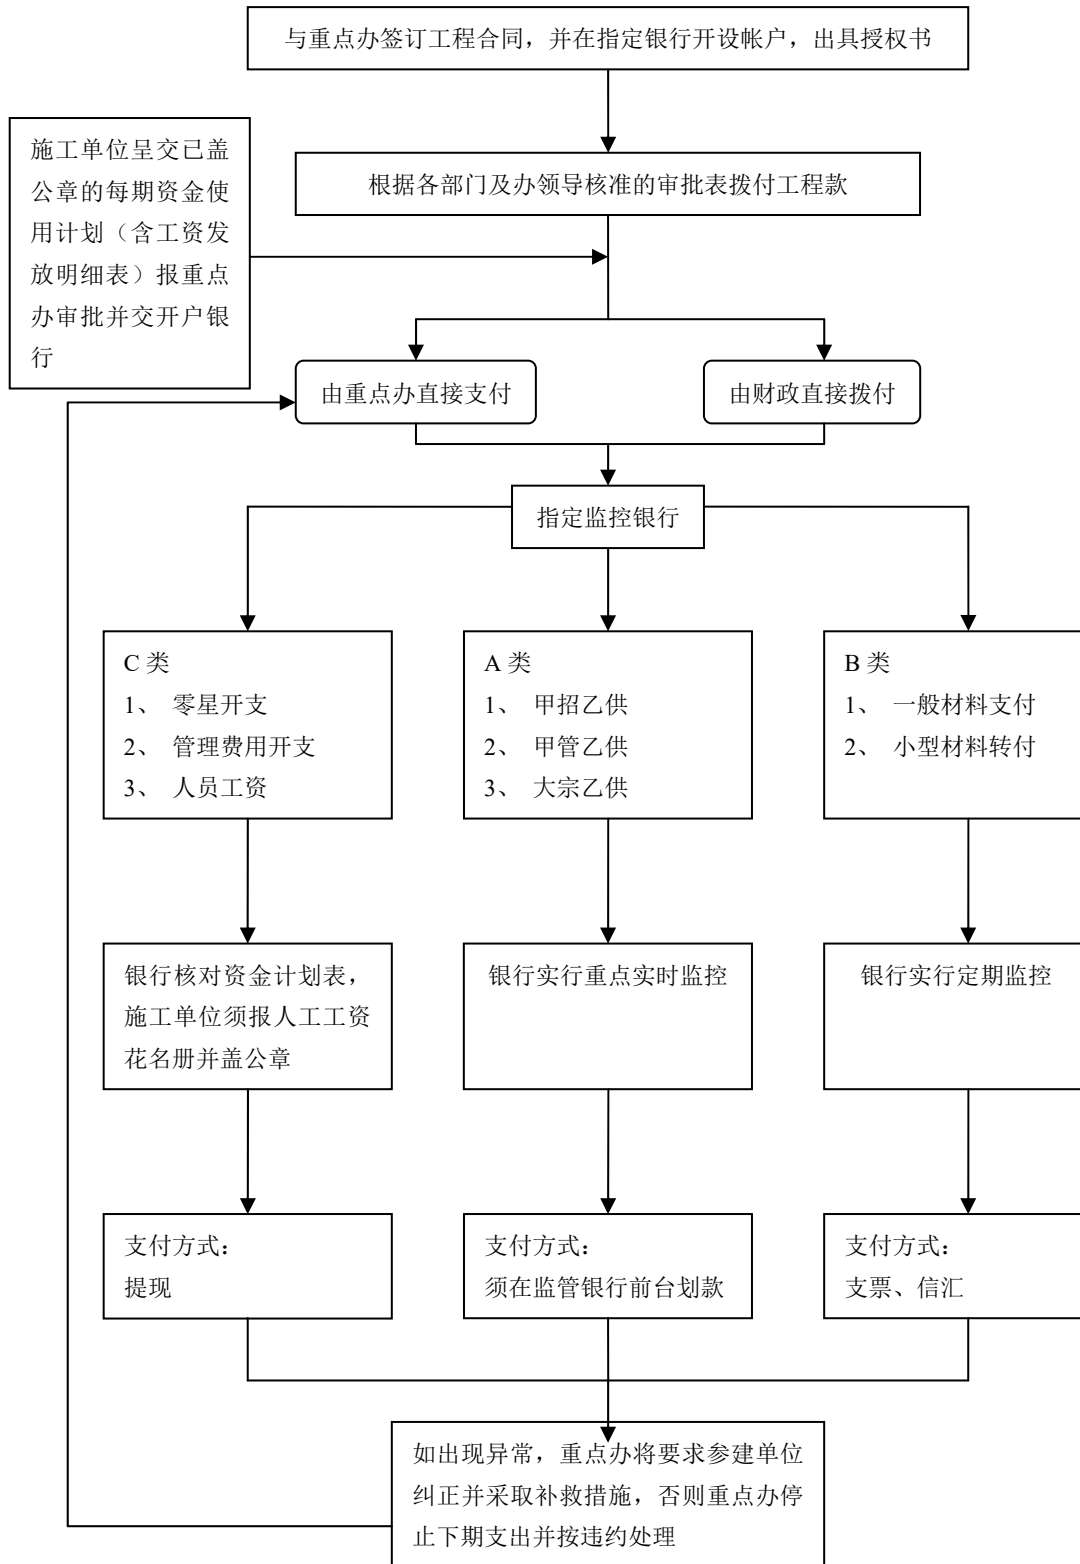 与重点办签订工程合同，并在指定银行开设帐户，出具授权书
施工单位呈交已盖
公章的每期资金使
用计划（含工资发
放明细表）报重点
办审批并交开户银
行
根据各部门及办领导核准的审批表拨付工程款
由重点办直接支付
由财政直接拨付
指定监控银行
C 类
1、 零星开支
2、 管理费用开支
3、 人员工资
A 类
1、 甲招乙供
2、 甲管乙供
3、 大宗乙供
B 类
1、 一般材料支付
2、 小型材料转付
银行核对资金计划表，
施工单位须报人工工资
花名册并盖公章
银行实行重点实时监控
银行实行定期监控
支付方式：
提现
支付方式：
须在监管银行前台划款
支付方式：
支票、信汇
如出现异常，重点办将要求参建单位
纠正并采取补救措施，否则重点办停
止下期支出并按违约处理